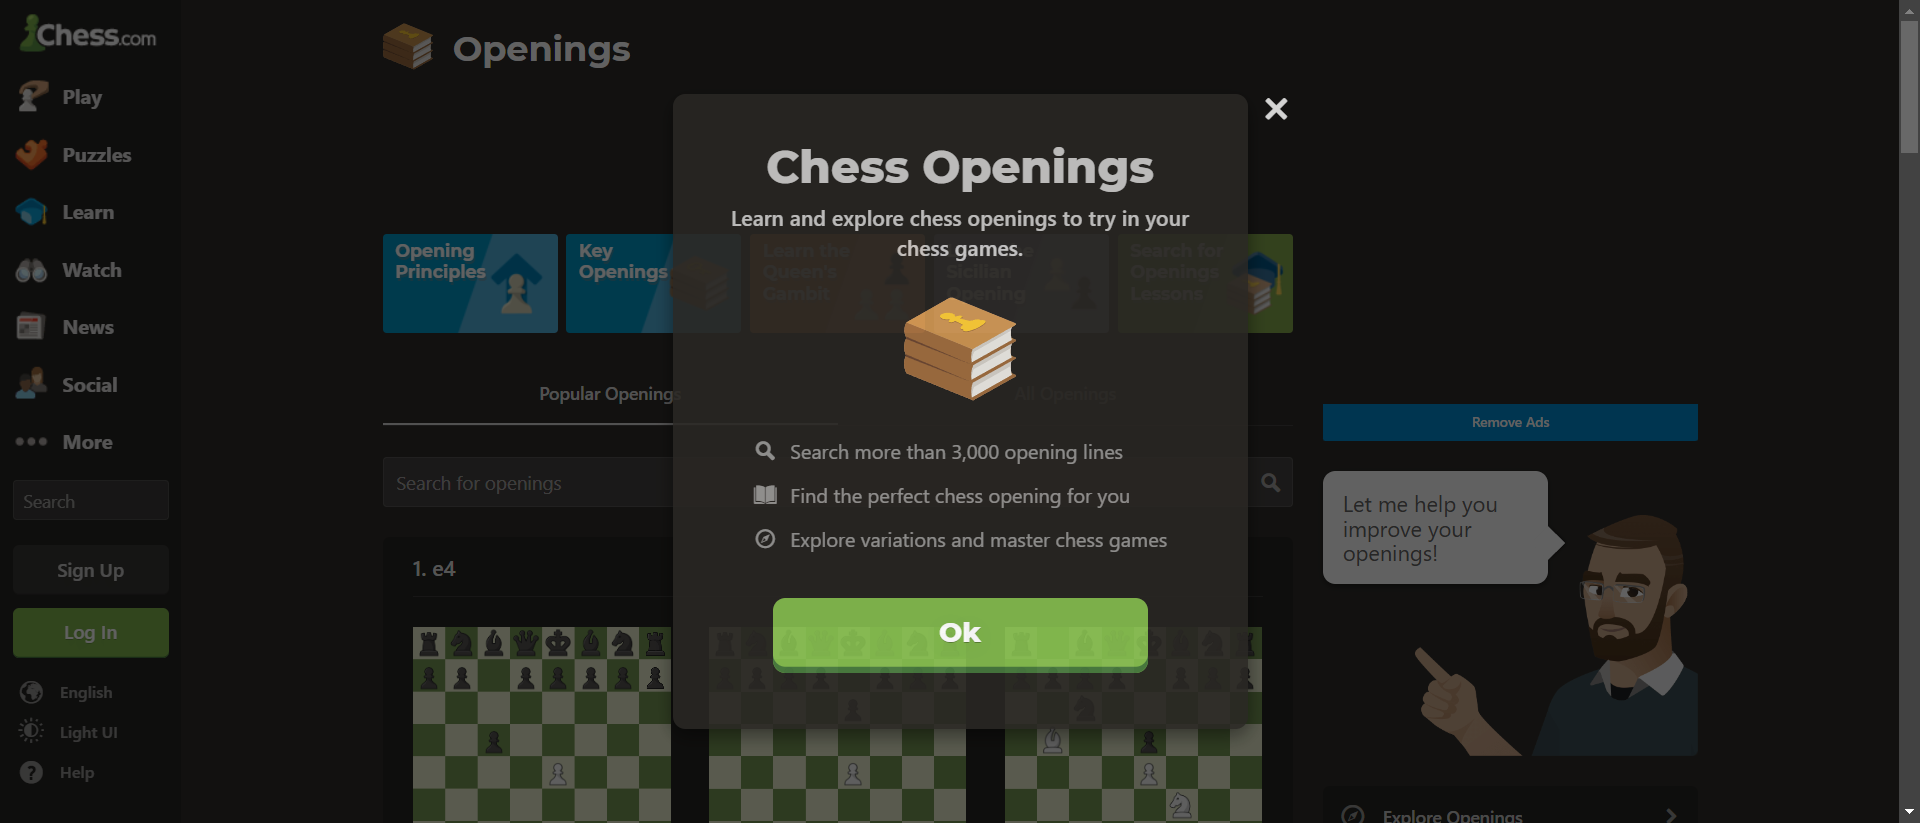 Chess.com
Play
Puzzles
Learn
Watch
News
Social
More
Search
Sign Up
Log In
English
Light UI
Help
Openings
Opening
Principles
Key
Openings
Learn the
Queen's
Gambit
Sicilian
Opening
Search for
Openings
Lessons
Popular Openings
All Openings
Search for openings
1. e4
Chess Openings
Learn and explore chess openings to try in your
chess games.
Search more than 3,000 opening lines
Find the perfect chess opening for you
Explore variations and master chess games
Ok
Remove Ads
Let me help you
improve your
openings!
Explore Openings